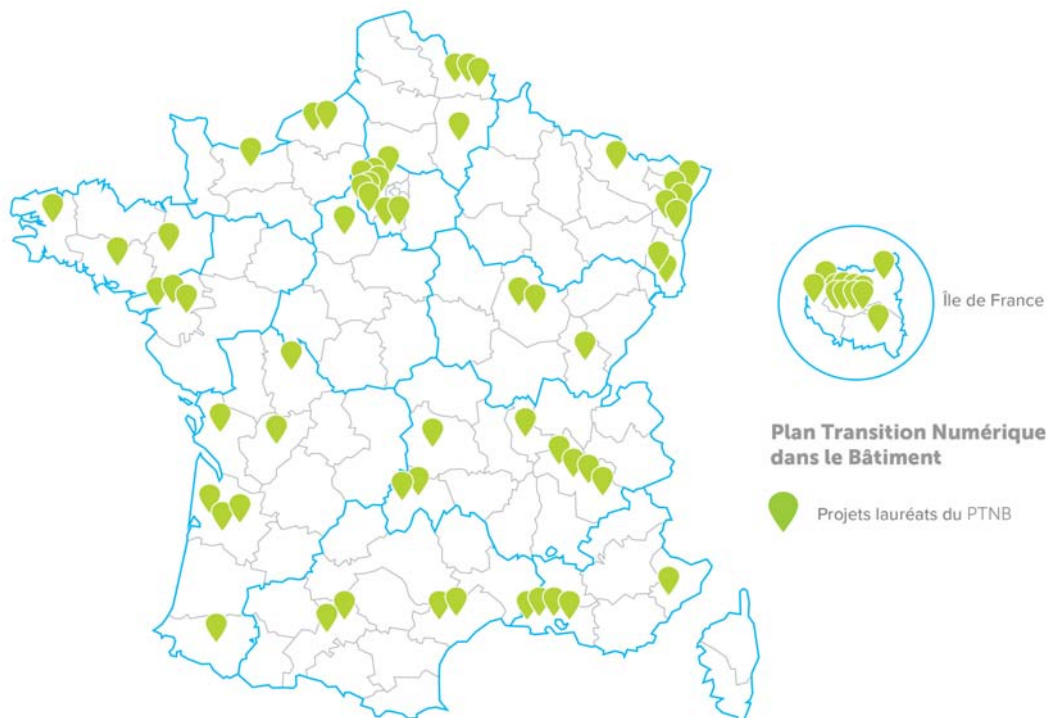 Île de France
Plan Transition Numérique
dans le Bâtiment
Projets lauréats du PTNB